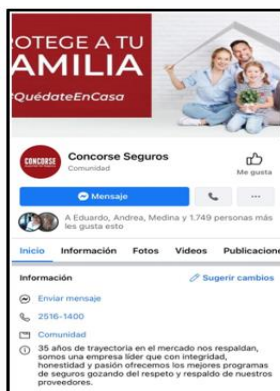 OTEGE A TU
AMILIA
#QuédateEnCasa
CONCORSE
Concorse Seguros
Comunidad
Me gusta
Mensaje
A Eduardo, Andrea, Medina y 1.749 personas más
les gusta esto
Inicio Información Fotos Videos Publicacione
Información Sugerir cambios
Enviar mensaje
2516-1400
Comunidad
35 años de trayectoria en el mercado nos respaldan,
somos una empresa líder que con integridad,
honestidad y pasión ofrecemos los mejores programas
de seguros gozando del respeto y respaldo de nuestros
proveedores.